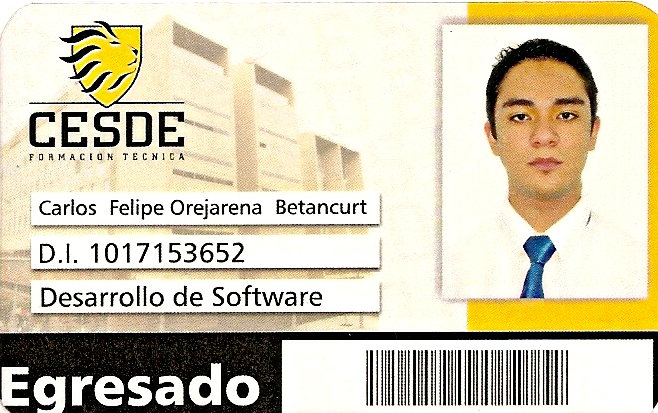 CESDE
FORMACION TECNICA
Carlos Felipe Orejarena Betancurt
D.I. 1017153652
Desarrollo de Software
Egresado